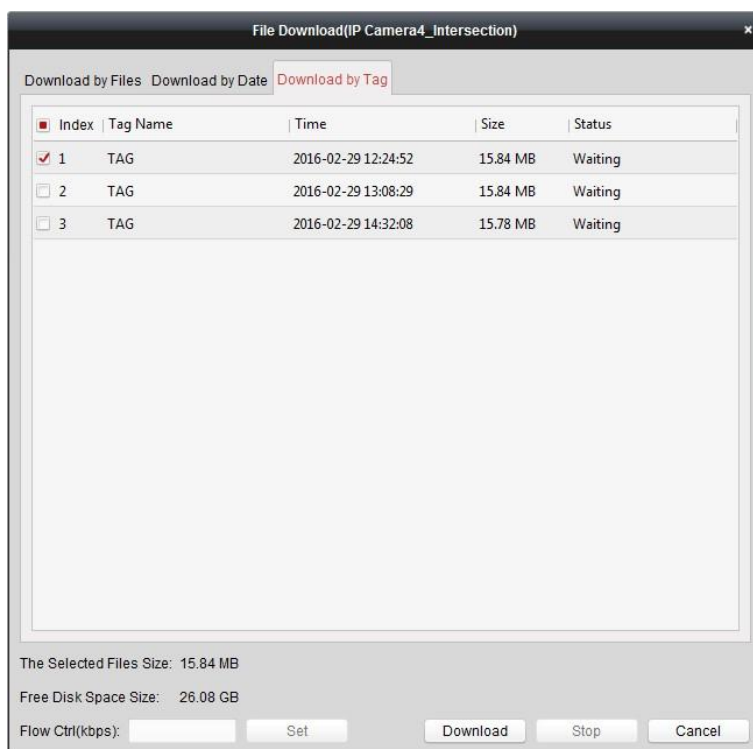 File Download(IP Camera4_Intersection) ×
Download by Files Download by Date Download by Tag
Index Tag Name Time Size Status
1 TAG 2016-02-29 12:24:52 15.84 MB Waiting
2 TAG 2016-02-29 13:08:29 15.84 MB Waiting
3 TAG 2016-02-29 14:32:08 15.78 MB Waiting
The Selected Files Size: 15.84 MB
Free Disk Space Size: 26.08 GB
Flow Ctrl(kbps): Set Download Stop Cancel